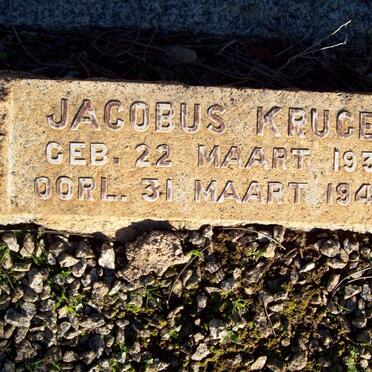 JACOBUS KRUGE
GEB. 22 MAART 193
OORL. 31 MAART 194